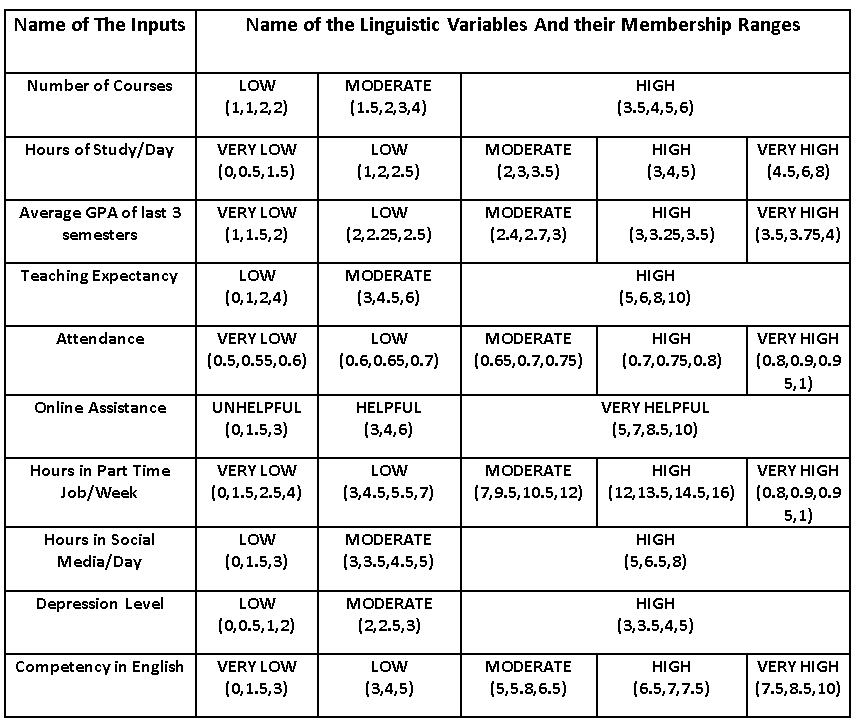 Name of The Inputs Name of the Linguistic Variables And their Membership Ranges
Number of Courses LOW MODERATE HIGH
(1,1,2,2) (1.5,2,3,4) (3.5,4,5,6)
Hours of Study/Day VERY LOW LOW MODERATE HIGH VERY HIGH
(0,0.5,1.5) (1,2,2.5) (2,3,3.5) (3,4,5) (4.5,6,8)
Average GPA of last 3 VERY LOW LOW MODERATE HIGH VERY HIGH
semesters (1,1.5,2) (2,2.25,2.5) (2.4,2.7,3) (3,3.25,3.5) (3.5,3.75,4)
Teaching Expectancy LOW MODERATE HIGH
(0,1,2,4) (3,4.5,6) (5,6,8,10)
Attendance VERY LOW LOW MODERATE HIGH VERY HIGH
(0.5,0.55,0.6) (0.6,0.65,0.7) (0.65,0.7,0.75) (0.7,0.75,0.8) (0.8,0.9,0.9
5,1)
Online Assistance UNHELPFUL HELPFUL VERY HELPFUL
(0,1.5,3) (3,4,6) (5,7,8.5,10)
Hours in Part Time VERY LOW LOW MODERATE HIGH VERY HIGH
Job/Week (0,1.5,2.5,4) (3,4.5,5.5,7) (7,9.5,10.5,12) (12,13.5,14.5,16) (0.8,0.9,0.9
5,1)
Hours in Social LOW MODERATE HIGH
Media/Day (0,1.5,3) (3,3.5,4.5,5) (5,6.5,8)
Depression Level LOW MODERATE HIGH
(0,0.5,1,2) (2,2.5,3) (3,3.5,4,5)
Competency in English VERY LOW LOW MODERATE HIGH VERY HIGH
(0,1.5,3) (3,4,5) (5,5.8,6.5) (6.5,7,7.5) (7.5,8.5,10)